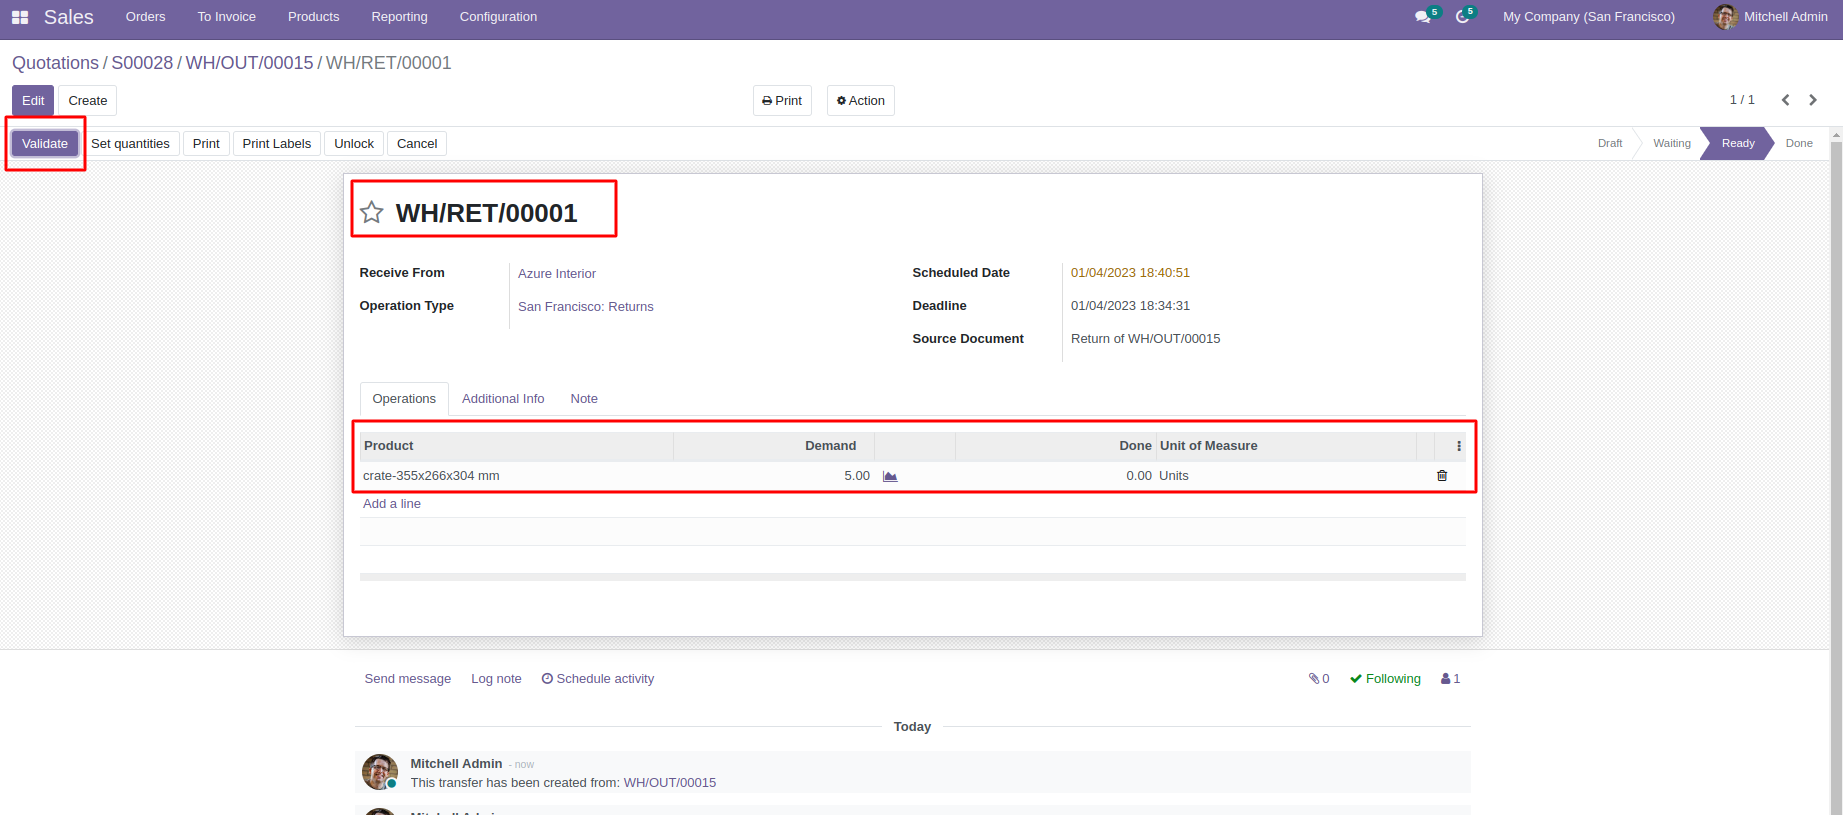 Sales Orders To Invoice Products Reporting Configuration 5 5 My Company (San Francisco) Mitchell Admin
Quotations / S00028 / WH/OUT/00015 / WH/RET/00001
Edit Create Print Action 1 / 1
Validate Set quantities Print Print Labels Unlock Cancel Draft Waiting Ready Done
WH/RET/00001
Receive From Azure Interior Scheduled Date 01/04/2023 18:40:51
Operation Type San Francisco: Returns Deadline 01/04/2023 18:34:31
Source Document Return of WH/OUT/00015
Operations Additional Info Note
Product Demand Done Unit of Measure
crate-355x266x304 mm 5.00 0.00 Units
Add a line
Send message Log note Schedule activity 0 Following 1
Today
Mitchell Admin - now
This transfer has been created from: WH/OUT/00015